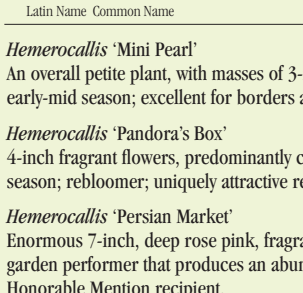 Latin Name Common Name
Hemerocallis ‘Mini Pearl’
An overall petite plant, with masses of 3-
early-mid season; excellent for borders
Hemerocallis ‘Pandora’s Box’
4-inch fragrant flowers, predominantly
season; rebloomer; uniquely attractive
Hemerocallis ‘Persian Market’
Enormous 7-inch, deep rose pink,
garden performer that produces an
Honorable Mention recipient